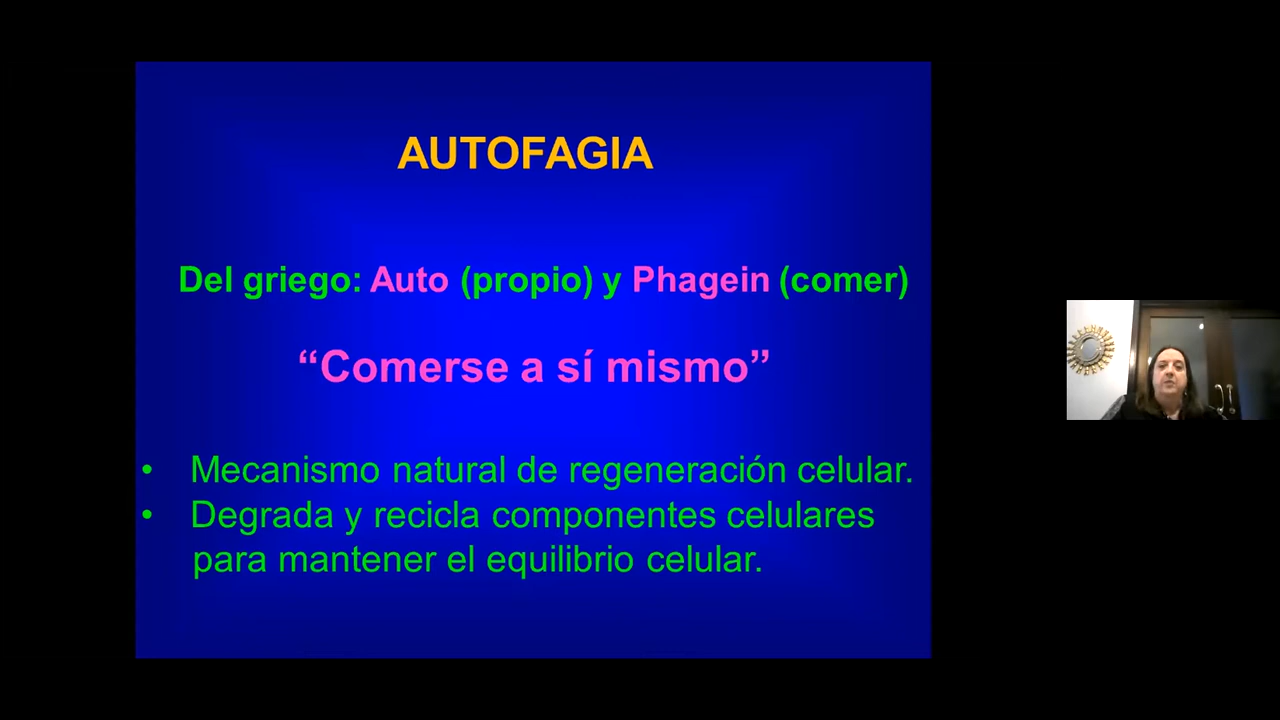 AUTOFAGIA
Del griego: Auto (propio) y Phagein (comer)
“Comerse a sí mismo”
• Mecanismo natural de regeneración celular.
• Degrada y recicla componentes celulares
para mantener el equilibrio celular.